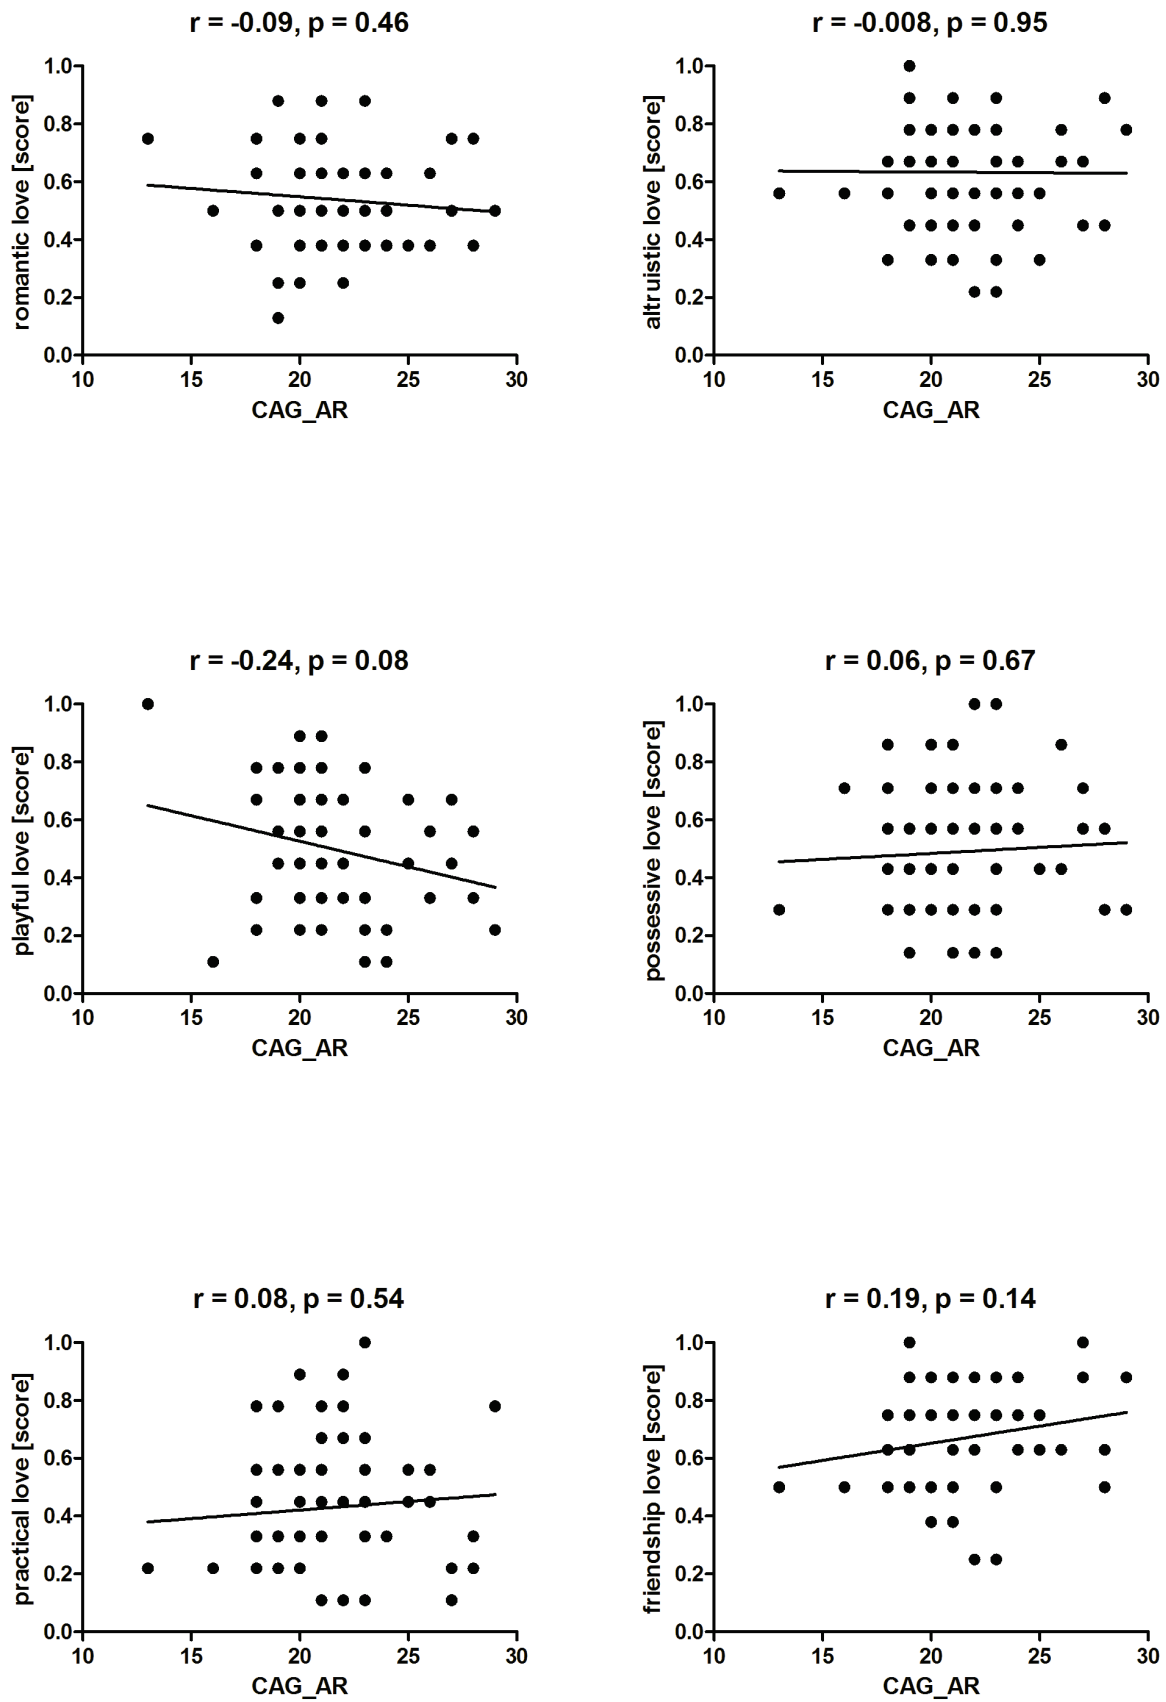 r = -0.09, p = 0.46
romantic love [score]
1.0
0.8
0.6
0.4
0.2
0.0
10 15 20 25 30
CAG_AR
r = -0.008, p = 0.95
altruistic love [score]
1.0
0.8
0.6
0.4
0.2
0.0
10 15 20 25 30
CAG_AR
r = -0.24, p = 0.08
playful love [score]
1.0
0.8
0.6
0.4
0.2
0.0
10 15 20 25 30
CAG_AR
r = 0.06, p = 0.67
possessive love [score]
1.0
0.8
0.6
0.4
0.2
0.0
10 15 20 25 30
CAG_AR
r = 0.08, p = 0.54
practical love [score]
1.0
0.8
0.6
0.4
0.2
0.0
10 15 20 25 30
CAG_AR
r = 0.19, p = 0.14
friendship love [score]
1.0
0.8
0.6
0.4
0.2
0.0
10 15 20 25 30
CAG_AR